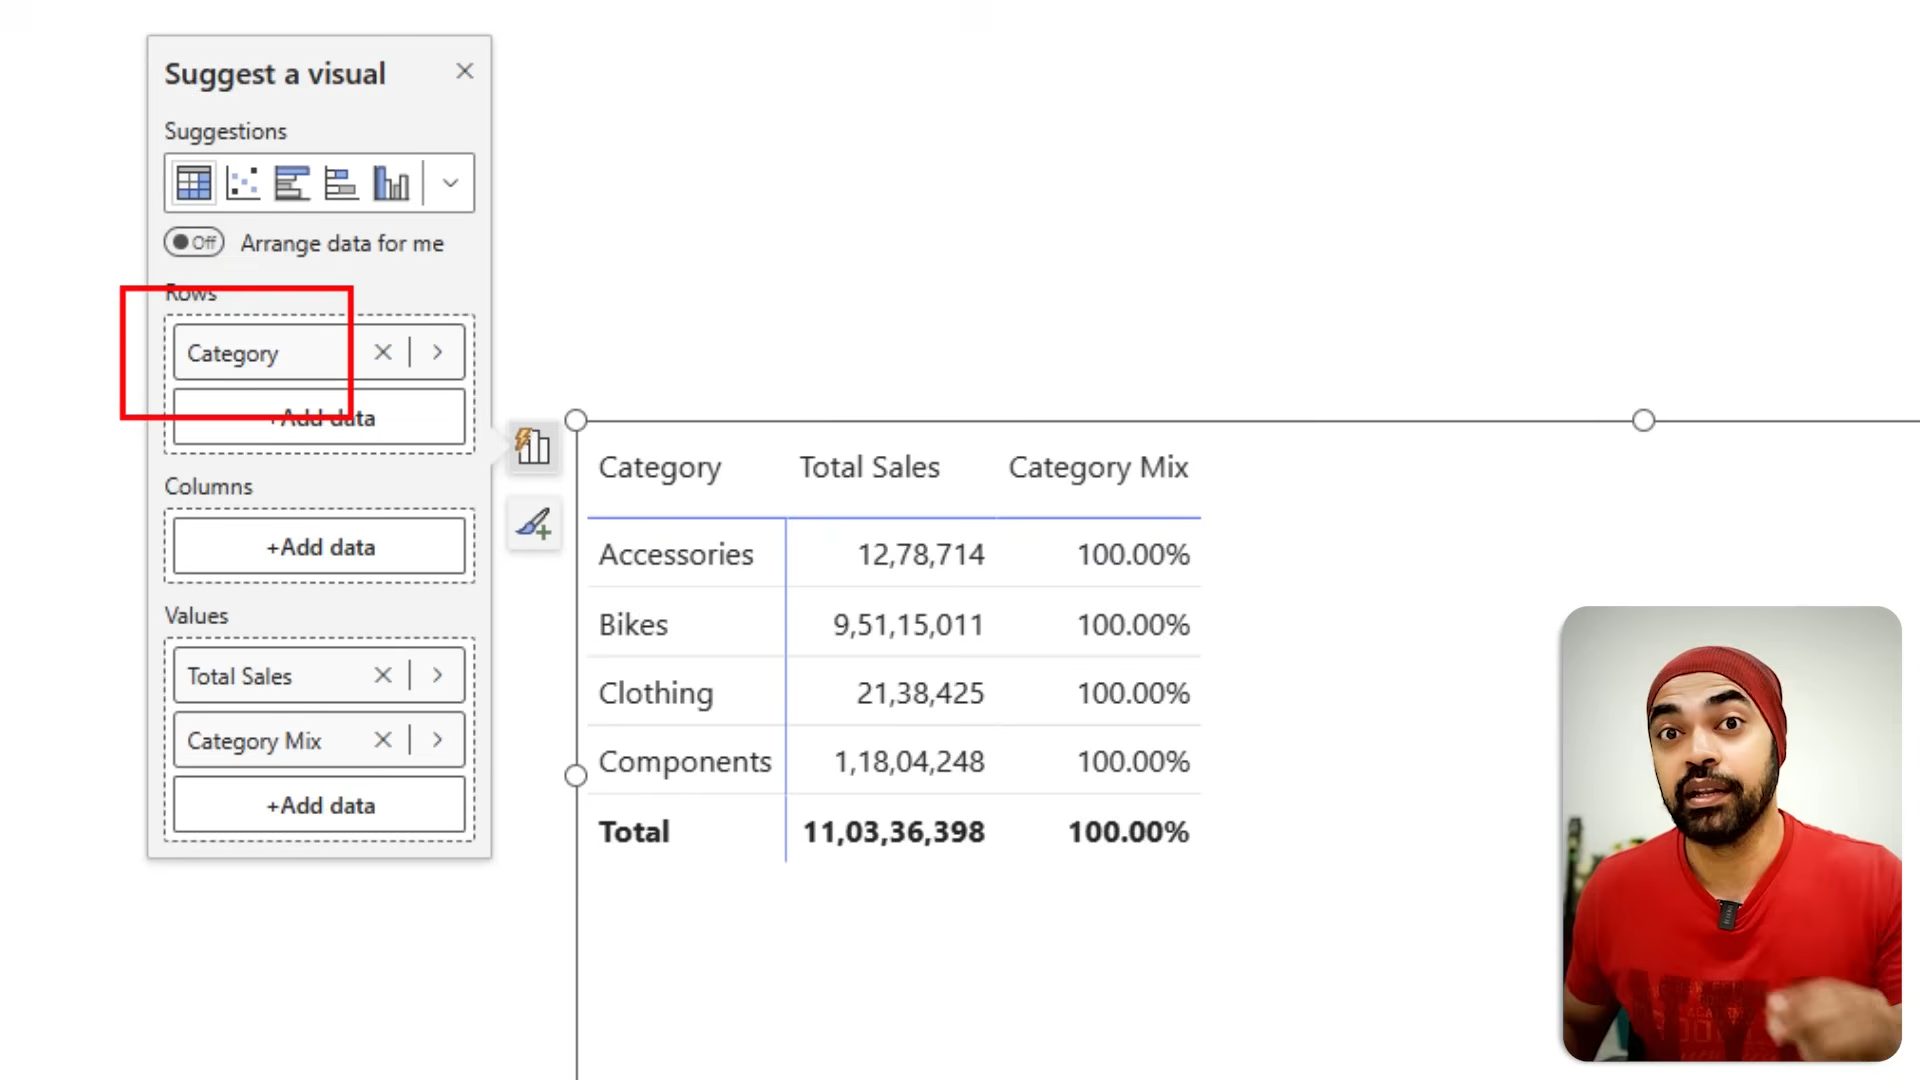 Suggest a visual
Suggestions
Off Arrange data for me
Rows
Category
+Add data
Columns
+Add data
Values
Total Sales
Category Mix
+Add data
Category Total Sales Category Mix
Accessories 12,78,714 100.00%
Bikes 9,51,15,011 100.00%
Clothing 21,38,425 100.00%
Components 1,18,04,248 100.00%
Total 11,03,36,398 100.00%